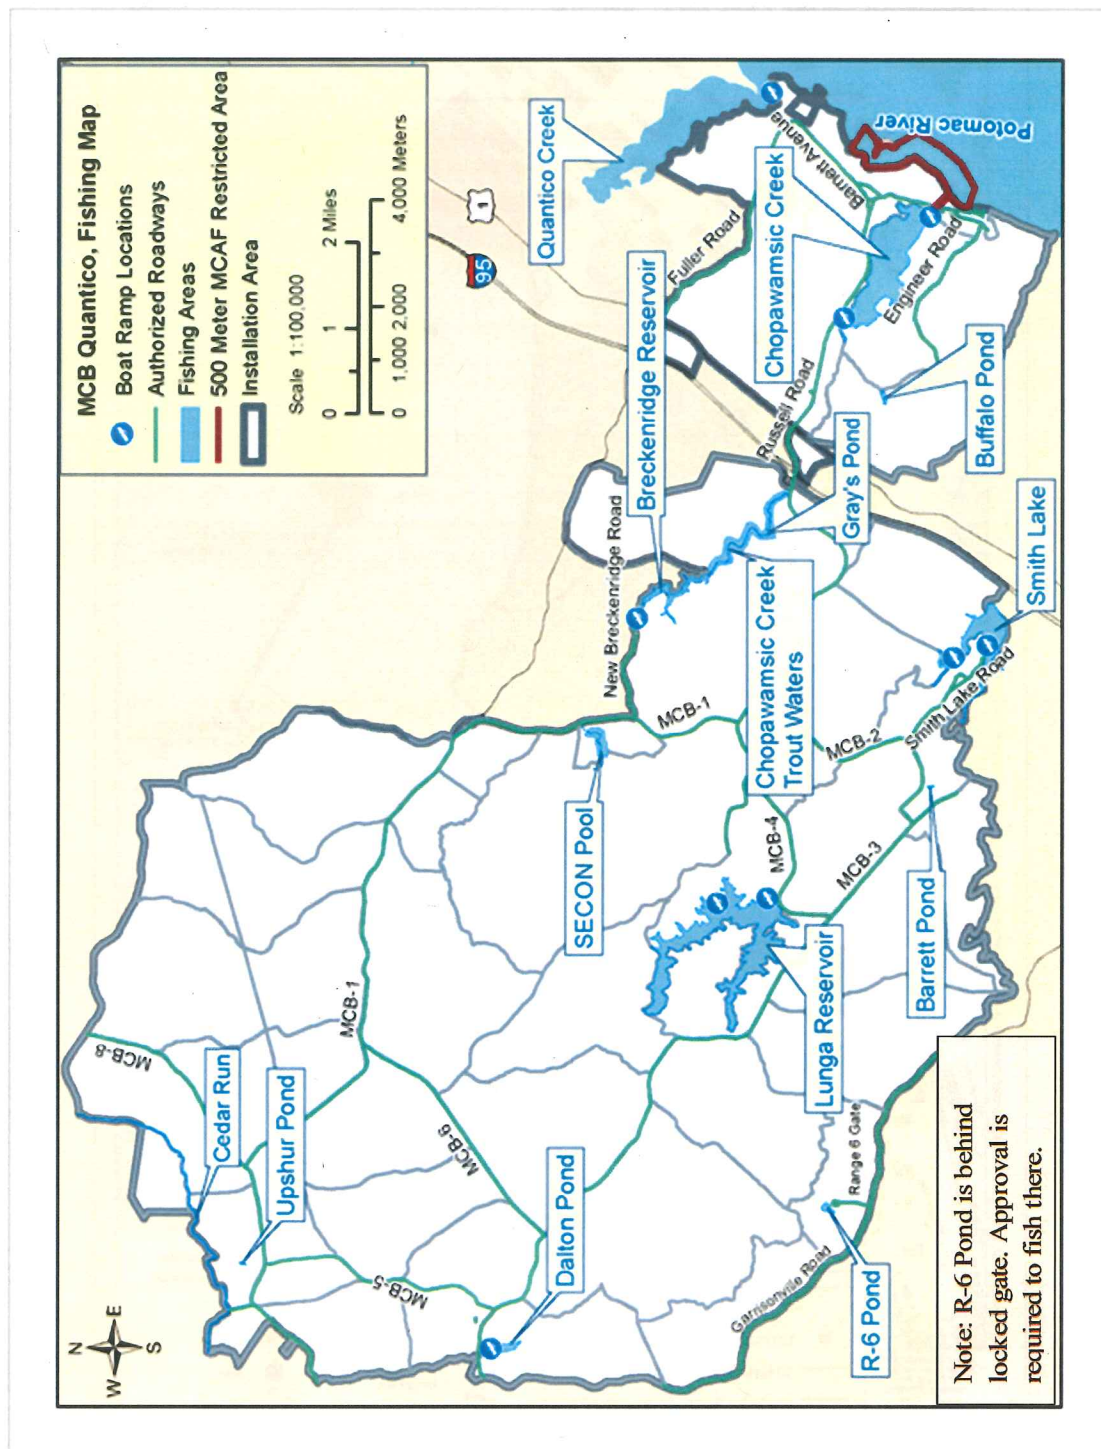 MCB Quantico, Fishing Map
Boat Ramp Locations
Authorized Roadways
Fishing Areas
500 Meter MCAF Restricted Area
Installation Area
Scale 1:100,000
0 1 2 Miles
0 1,000 2,000 4,000 Meters
N
W E
S
Quantico Creek
Potomac River
Barnett Avenue
Fuller Road
Chopawamsic Creek
Engineer Road
Breckenridge Reservoir
95
1
Russell Road
Buffalo Pond
Gray's Pond
New Breckenridge Road
Smith Lake
Chopawamsic Creek
Trout Waters
Smith Lake Road
MCB-1
MCB-2
SECON Pool
MCB-4
MCB-3
Barrett Pond
Lunga Reservoir
MCB-1
MCB-8
Cedar Run
Upshur Pond
MCB-6
MCB-5
Dalton Pond
Range 6 Gate
Garrisonville Road
R-6 Pond
Note: R-6 Pond is behind
locked gate. Approval is
required to fish there.